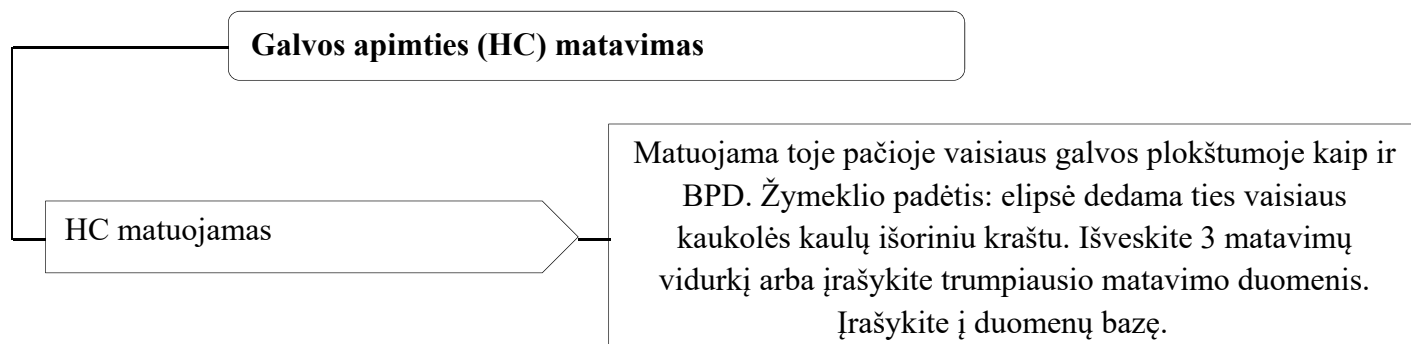 Galvos apimties (HC) matavimas
HC matuojamas
Matuojama toje pačioje vaisiaus galvos plokštumoje kaip ir
BPD. Žymeklio padėtis: elipsė dedama ties vaisiaus
kaukolės kaulų išoriniu kraštu. Išveskite 3 matavimų
vidurkį arba įrašykite trumpiausio matavimo duomenis.
Įrašykite į duomenų bazę.